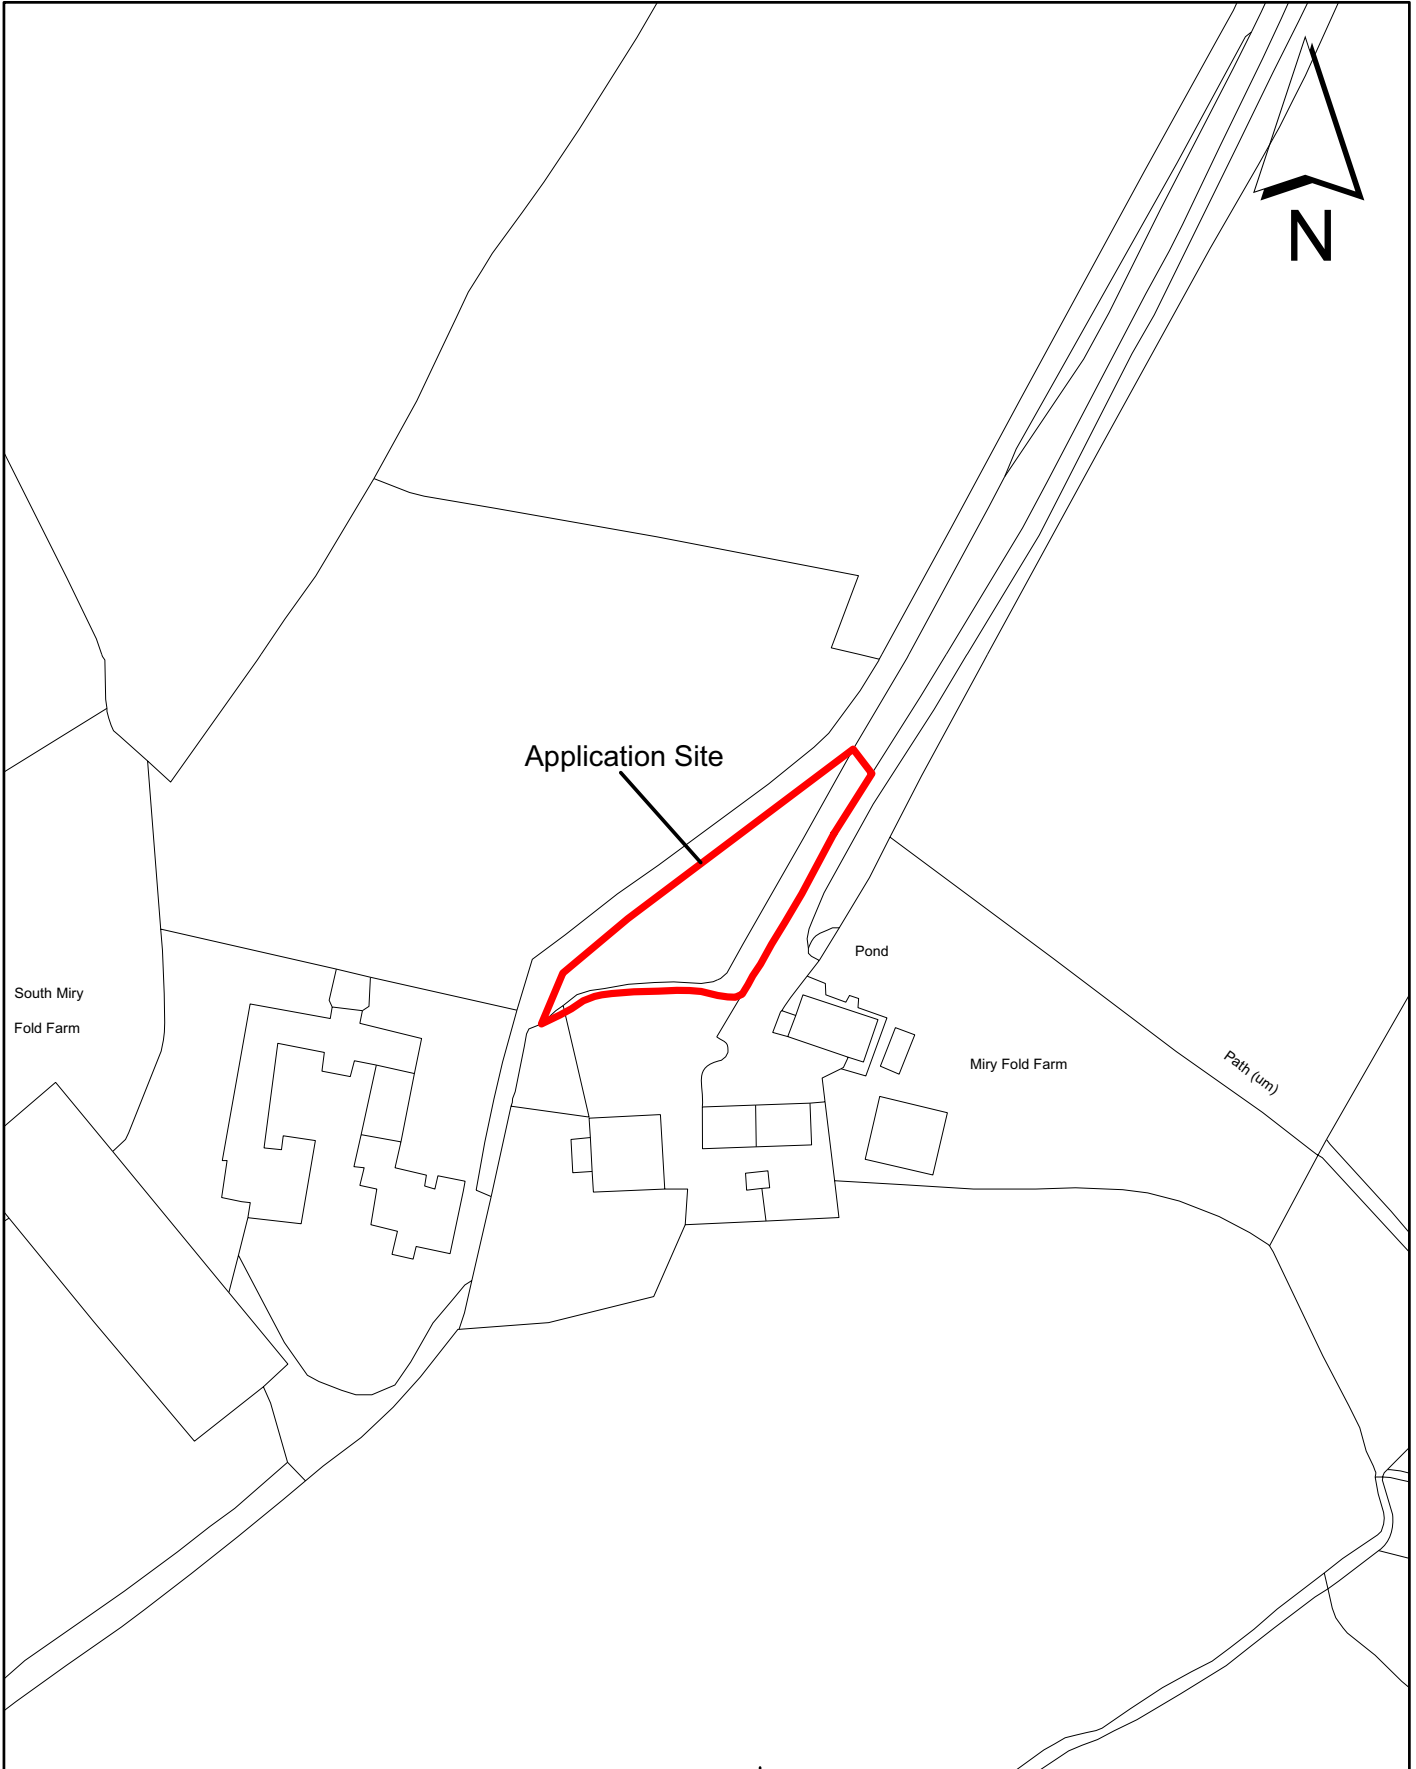 N
Application Site
Pond
South Miry
Fold Farm
Miry Fold Farm
Path (um)